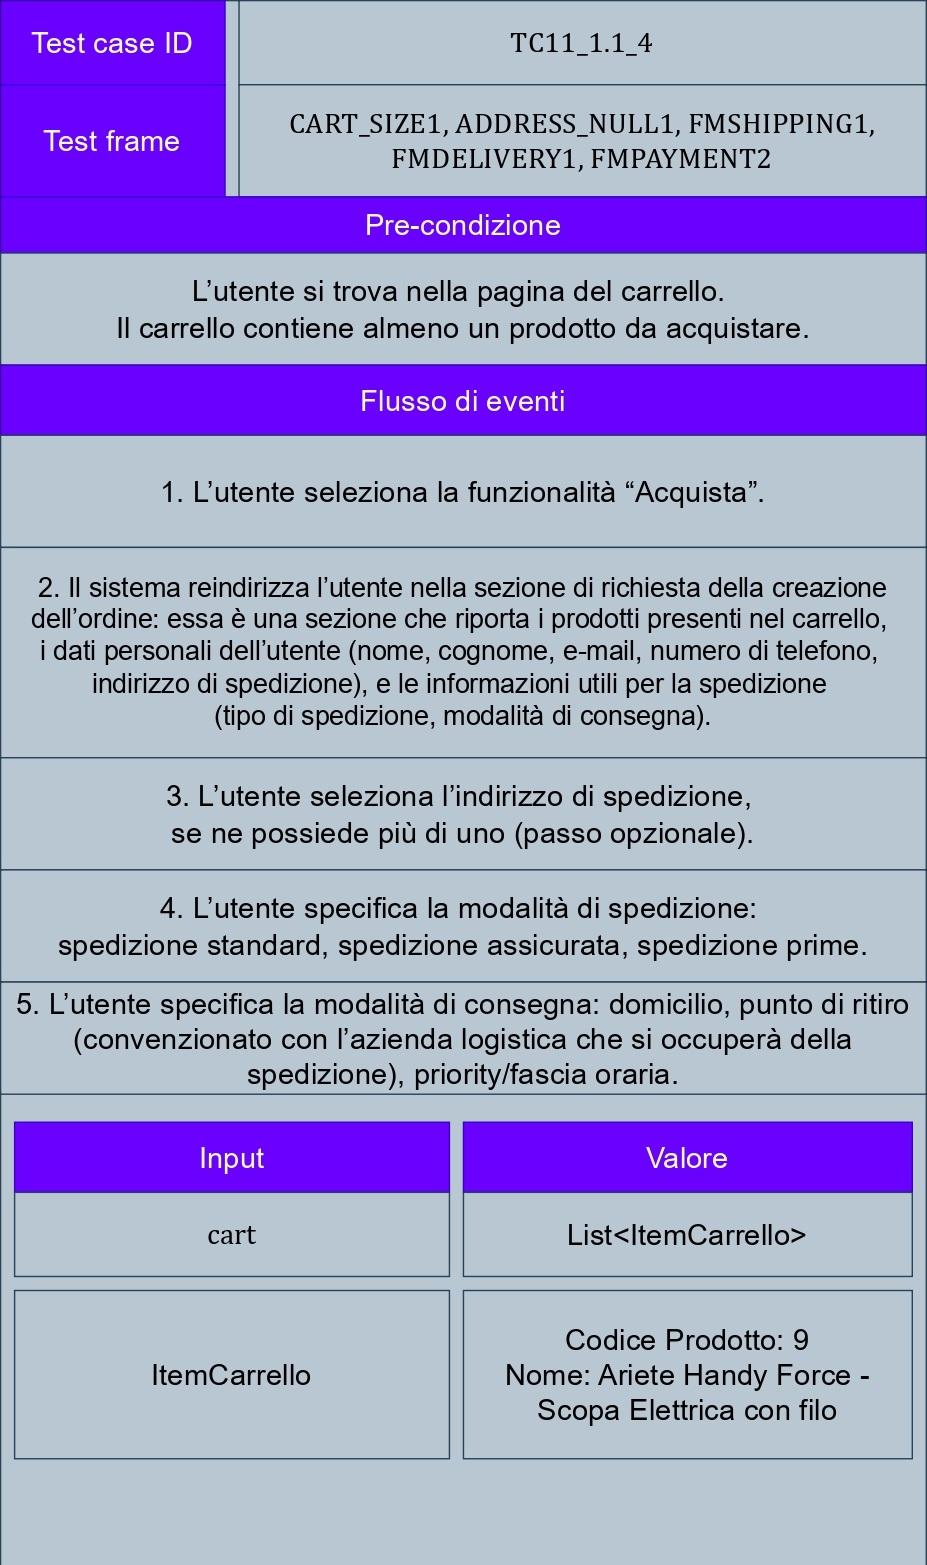 Test case ID
TC11_1.1_4
Test frame
CART_SIZE1, ADDRESS_NULL1, FMSHIPPING1,
FMDELIVERY1, FMPAYMENT2
Pre-condizione
L’utente si trova nella pagina del carrello.
Il carrello contiene almeno un prodotto da acquistare.
Flusso di eventi
1. L’utente seleziona la funzionalità “Acquista”.
2. Il sistema reindirizza l’utente nella sezione di richiesta della creazione
dell’ordine: essa è una sezione che riporta i prodotti presenti nel carrello,
i dati personali dell’utente (nome, cognome, e-mail, numero di telefono,
indirizzo di spedizione), e le informazioni utili per la spedizione
(tipo di spedizione, modalità di consegna).
3. L’utente seleziona l’indirizzo di spedizione,
se ne possiede più di uno (passo opzionale).
4. L’utente specifica la modalità di spedizione:
spedizione standard, spedizione assicurata, spedizione prime.
5. L’utente specifica la modalità di consegna: domicilio, punto di ritiro
(convenzionato con l’azienda logistica che si occuperà della
spedizione), priority/fascia oraria.
Input
Valore
cart
List<ItemCarrello>
ItemCarrello
Codice Prodotto: 9
Nome: Ariete Handy Force -
Scopa Elettrica con filo